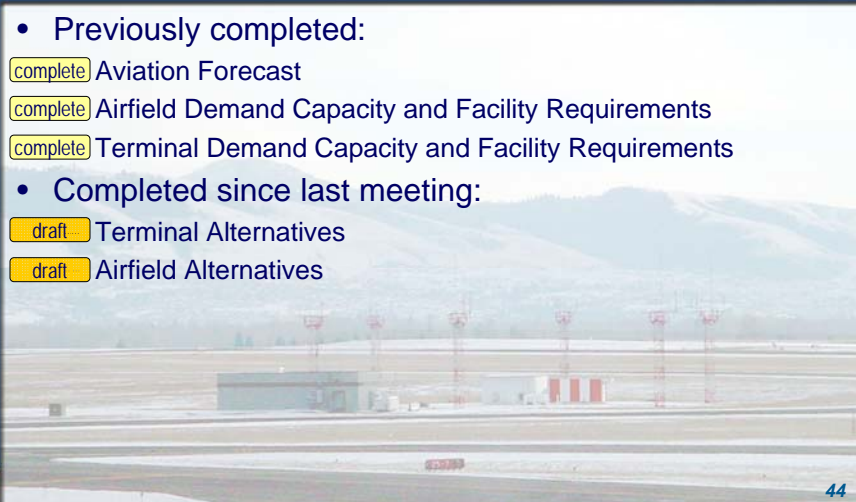 • Previously completed:
complete Aviation Forecast
complete Airfield Demand Capacity and Facility Requirements
complete Terminal Demand Capacity and Facility Requirements
• Completed since last meeting:
draft Terminal Alternatives
draft Airfield Alternatives
44